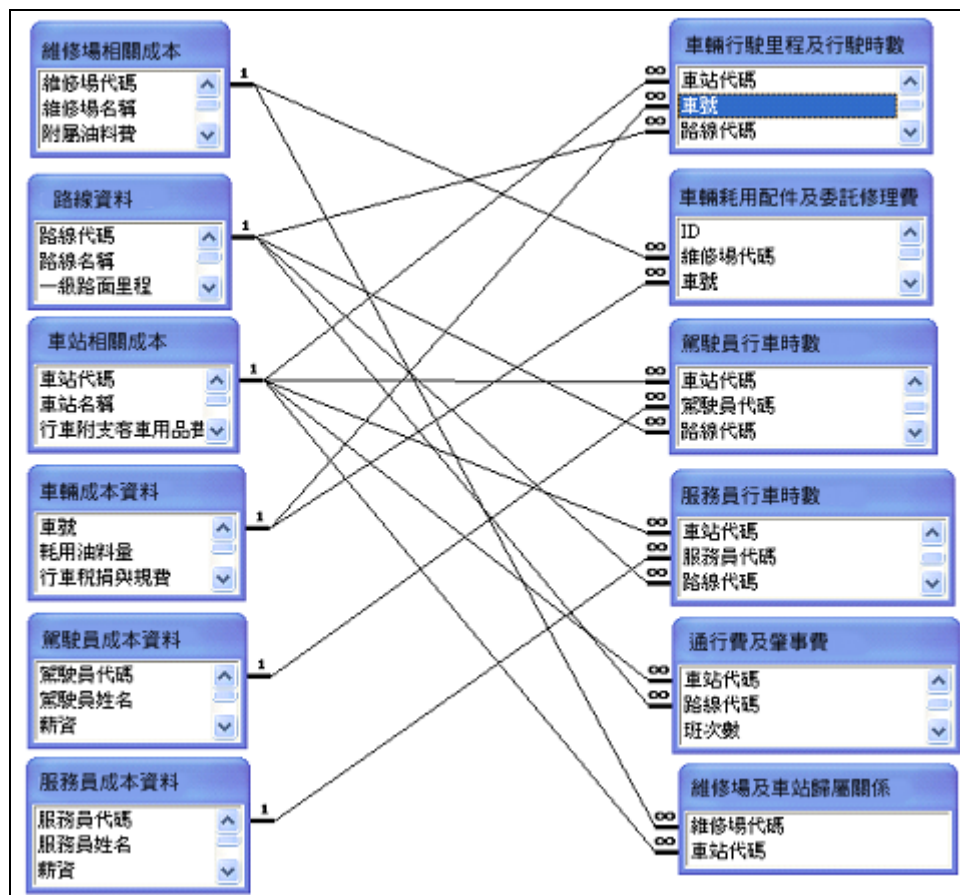 維修場相關成本
1
維修場代碼
維修場名稱
附屬油料費
路線資料
1
路線代碼
路線名稱
一級路面里程
車站相關成本
1
車站代碼
車站名稱
行車附支客車用品費
車輛成本資料
1
車號
耗用油料量
行車稅捐與規費
駕駛員成本資料
1
駕駛員代碼
駕駛員姓名
薪資
服務員成本資料
1
服務員代碼
服務員姓名
薪資
車輛行駛里程及行駛時數
∞ 車站代碼
∞ 車號
∞ 路線代碼
車輛耗用配件及委託修理費
ID
∞ 維修場代碼
∞ 車號
駕駛員行車時數
∞ 車站代碼
∞ 駕駛員代碼
∞ 路線代碼
服務員行車時數
∞ 車站代碼
∞ 服務員代碼
∞ 路線代碼
通行費及肇事費
∞ 車站代碼
∞ 路線代碼
班次數
維修場及車站歸屬關係
∞ 維修場代碼
∞ 車站代碼